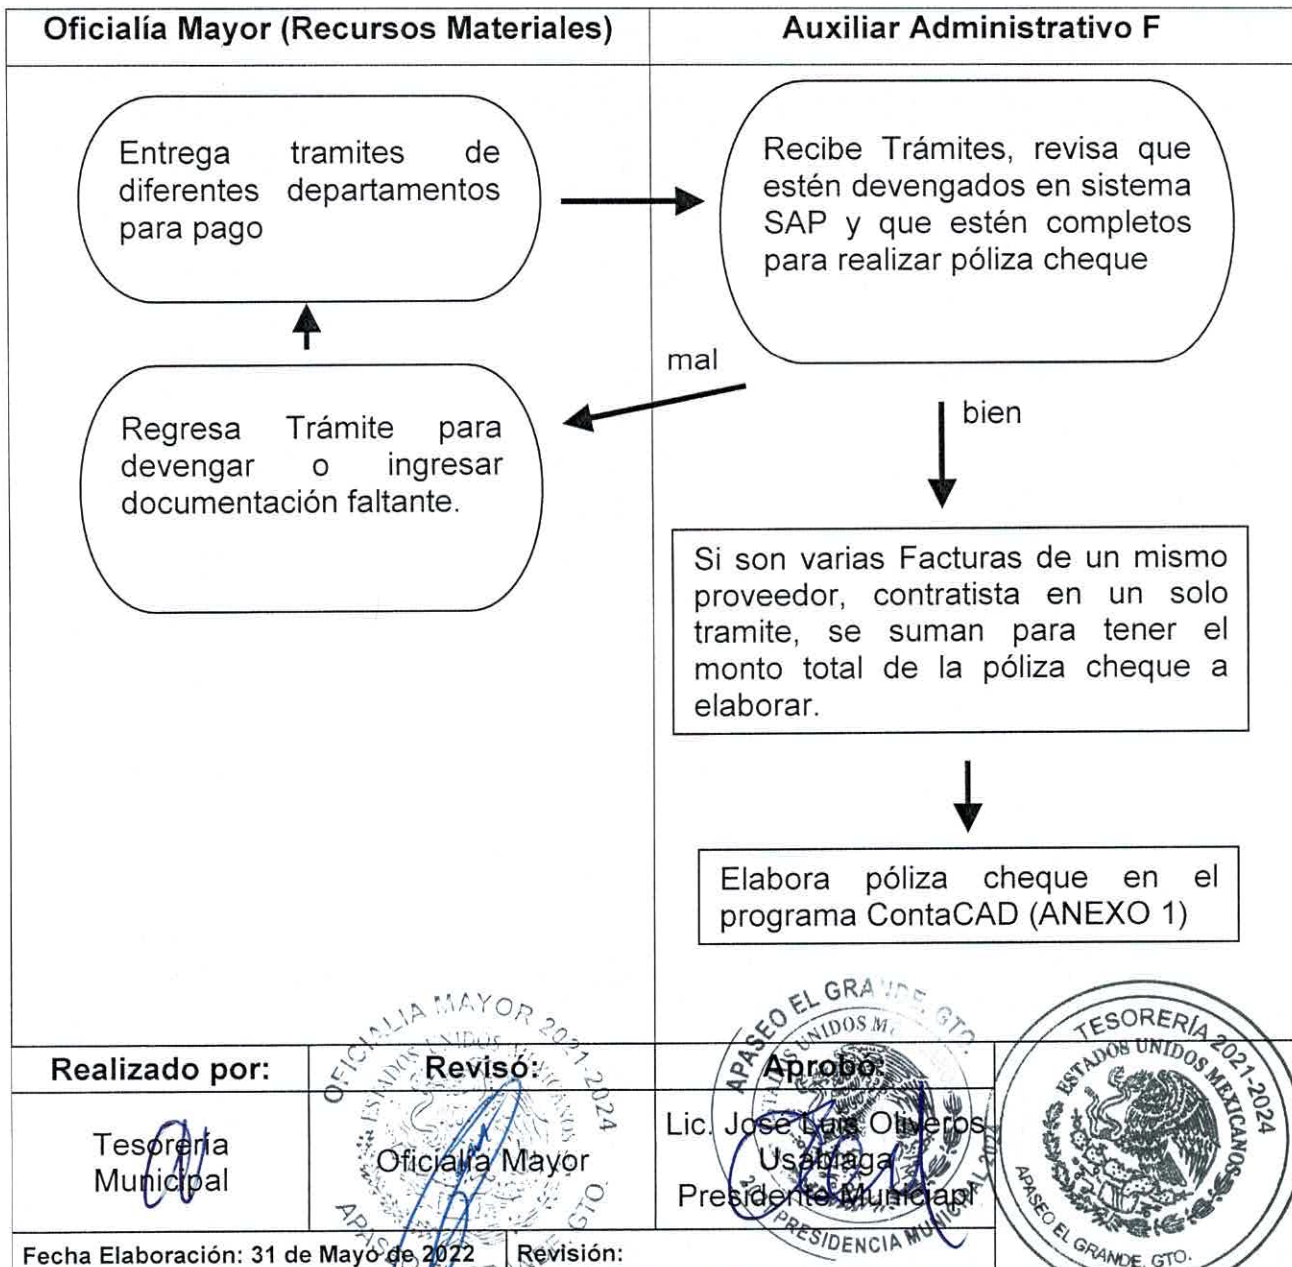 Oficialía Mayor (Recursos Materiales)
Auxiliar Administrativo F
Entrega tramites de
diferentes departamentos
para pago
Recibe Trámites, revisa que
estén devengados en sistema
SAP y que estén completos
para realizar póliza cheque
mal
bien
Regresa Trámite para
devengar o ingresar
documentación faltante.
Si son varias Facturas de un mismo
proveedor, contratista en un solo
tramite, se suman para tener el
monto total de la póliza cheque a
elaborar.
Elabora póliza cheque en el
programa ContaCAD (ANEXO 1)
Realizado por:
Revisó:
Aprobó:
Tesorería
Municipal
Oficialía Mayor
Lic. José Luis Oliveros
Usabiaga
Presidente Municiapl
Fecha Elaboración: 31 de Mayo de 2022
Revisión:
OFICIALIA MAYOR 2021-2024
ESTADOS UNIDOS MEXICANOS
APASEO EL GRANDE, GTO.
PRESIDENCIA MUNICIPAL
TESORERÍA 2021-2024
ESTADOS UNIDOS MEXICANOS
APASEO EL GRANDE, GTO.